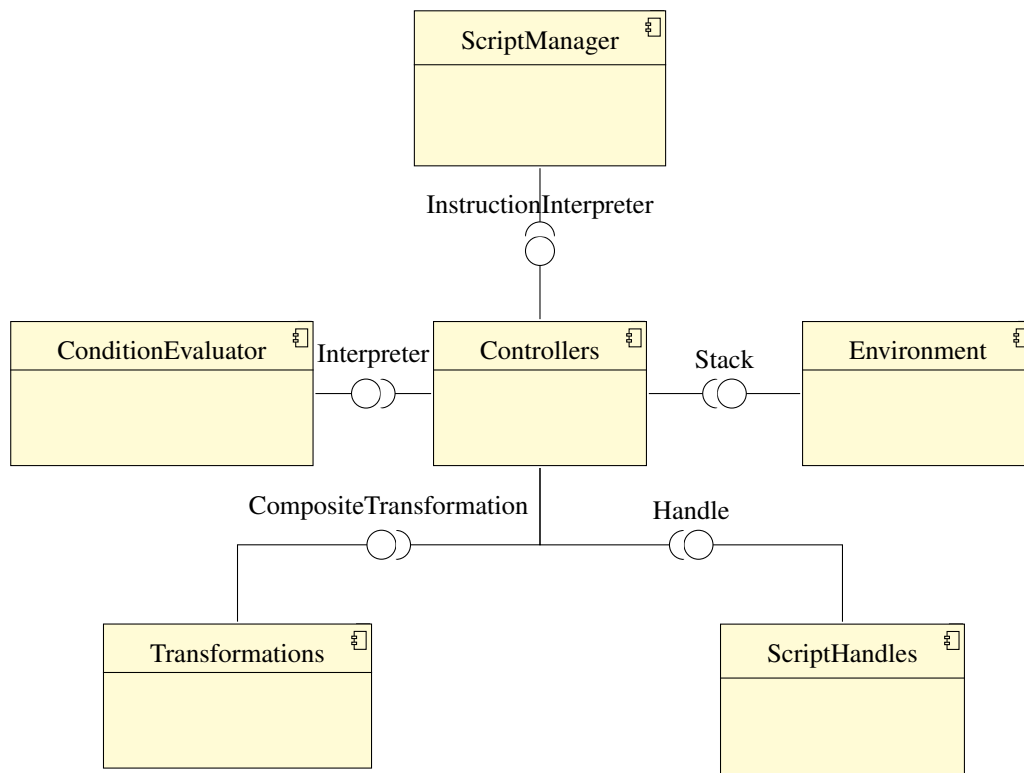 ScriptManager
InstructionInterpreter
ConditionEvaluator
Interpreter
Controllers
Stack
Environment
CompositeTransformation
Handle
Transformations
ScriptHandles